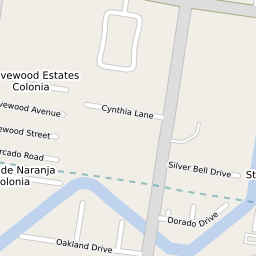 vewood Estates
Colonia
vewood Avenue
Cynthia Lane
ewood Street
rcado Road
de Naranja
olonia
Silver Bell Drive
St
Dorado Drive
Oakland Drive